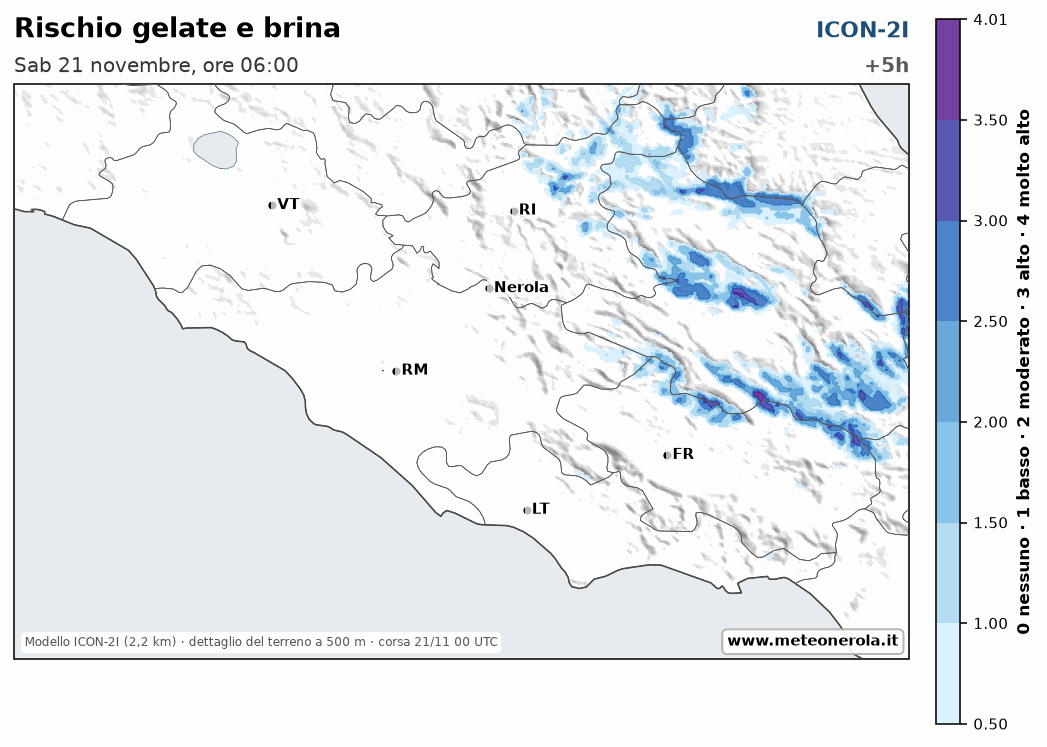 Rischio gelate e brina
ICON-2I
Sab 21 novembre, ore 06:00
+5h
4.01
3.50
3.00
2.50
2.00
1.50
1.00
0.50
0 nessuno · 1 basso · 2 moderato · 3 alto · 4 molto alto
VT
RI
Nerola
RM
FR
LT
Modello ICON-2I (2,2 km) · dettaglio del terreno a 500 m · corsa 21/11 00 UTC
www.meteonerola.it